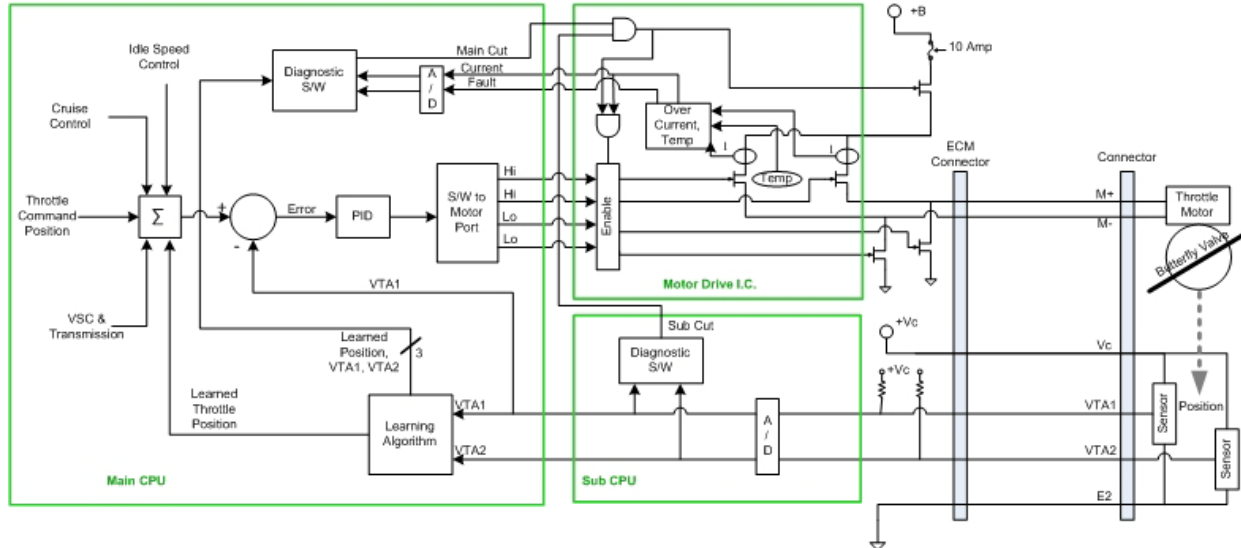 +B
10 Amp
Idle Speed
Control
Cruise
Control
Throttle
Command
Position
VSC &
Transmission
Σ
+
-
Error
PID
S/W to
Motor
Port
Hi
Hi
Lo
Lo
Enable
Diagnostic
S/W
Main Cut
Current
Fault
A
/
D
Over
Current,
Temp
I
I
Temp
Motor Drive I.C.
ECM
Connector
Connector
M+
M-
Throttle
Motor
Butterfly Valve
Position
VTA1
Learned
Position,
VTA1, VTA2
3
Learned
Throttle
Position
Learning
Algorithm
VTA1
VTA2
Main CPU
Sub Cut
Diagnostic
S/W
A
/
D
Sub CPU
+Vc
+Vc
Vc
VTA1
VTA2
E2
Sensor
Sensor